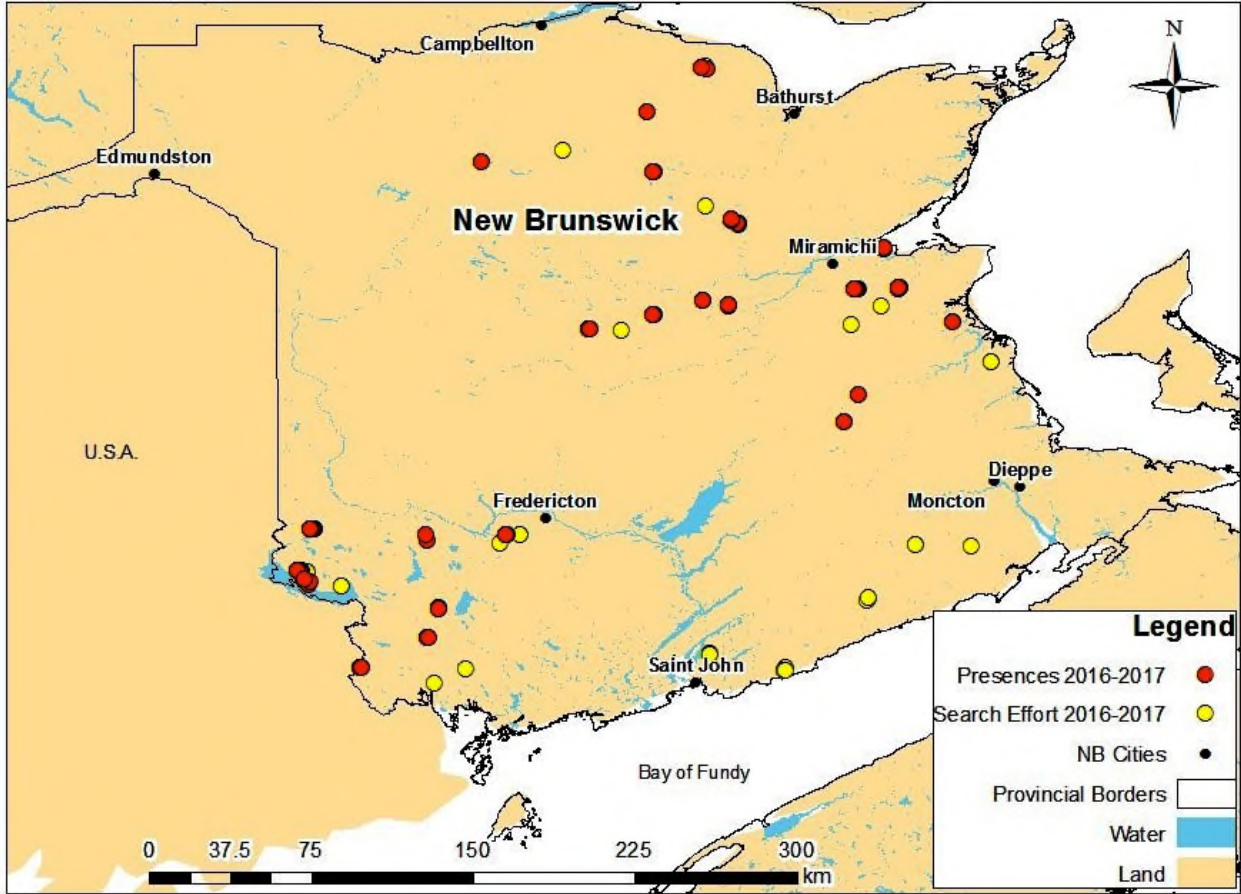 Campbellton
N
Bathurst
Edmundston
New Brunswick
Miramichi
U.S.A.
Dieppe
Fredericton
Moncton
Legend
Saint John
Presences 2016-2017
Search Effort 2016-2017
NB Cities
Bay of Fundy
Provincial Borders
Water
0 37.5 75 150 225 300
km
Land